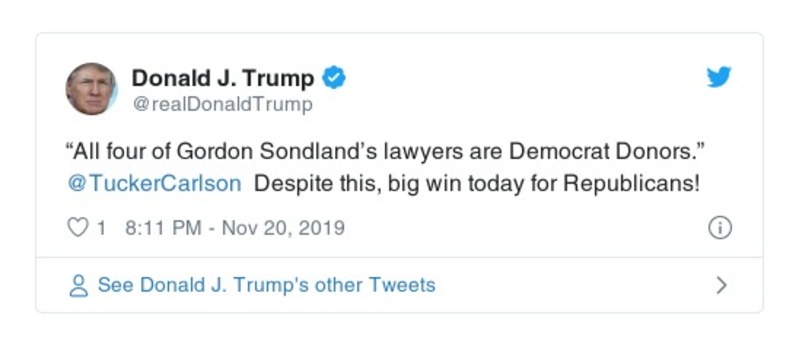 Donald J. Trump
@realDonaldTrump
“All four of Gordon Sondland’s lawyers are Democrat Donors.”
@TuckerCarlson Despite this, big win today for Republicans!
1 8:11 PM - Nov 20, 2019
See Donald J. Trump's other Tweets